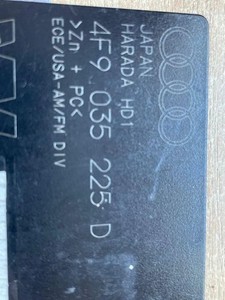 JAPAN
HARADA HD1
4F9 035 225 D
>Zn + PC<
ECE/USA-AM/FM DIV